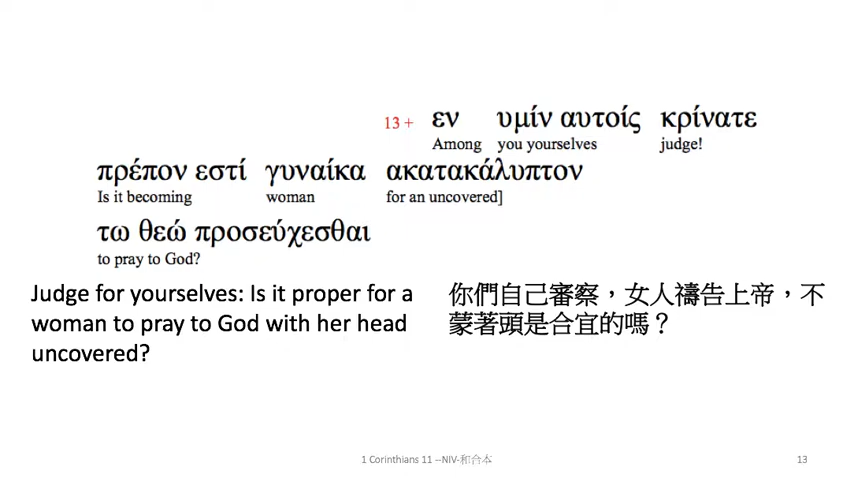 13 + εν υμίν αυτοίς κρίνατε
Among you yourselves judge!
πρέπον εστί γυναίκα ακατακάλυπτον
Is it becoming woman for an uncovered]
τω θεώ προσεύχεσθαι
to pray to God?
Judge for yourselves: Is it proper for a
woman to pray to God with her head
uncovered?
你們自己審察，女人禱告上帝，不
蒙著頭是合宜的嗎？
1 Corinthians 11 --NIV-和合本
13